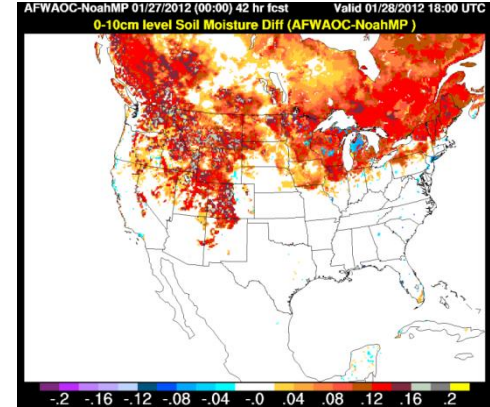 AFWAOC-NoahMP 01/27/2012 (00:00) 42 hr fcst Valid 01/28/2012 18:00 UTC
0-10cm level Soil Moisture Diff (AFWAOC-NoahMP )
-.2 -.16 -.12 -.08 -.04 -.0 .04 .08 .12 .16 .2